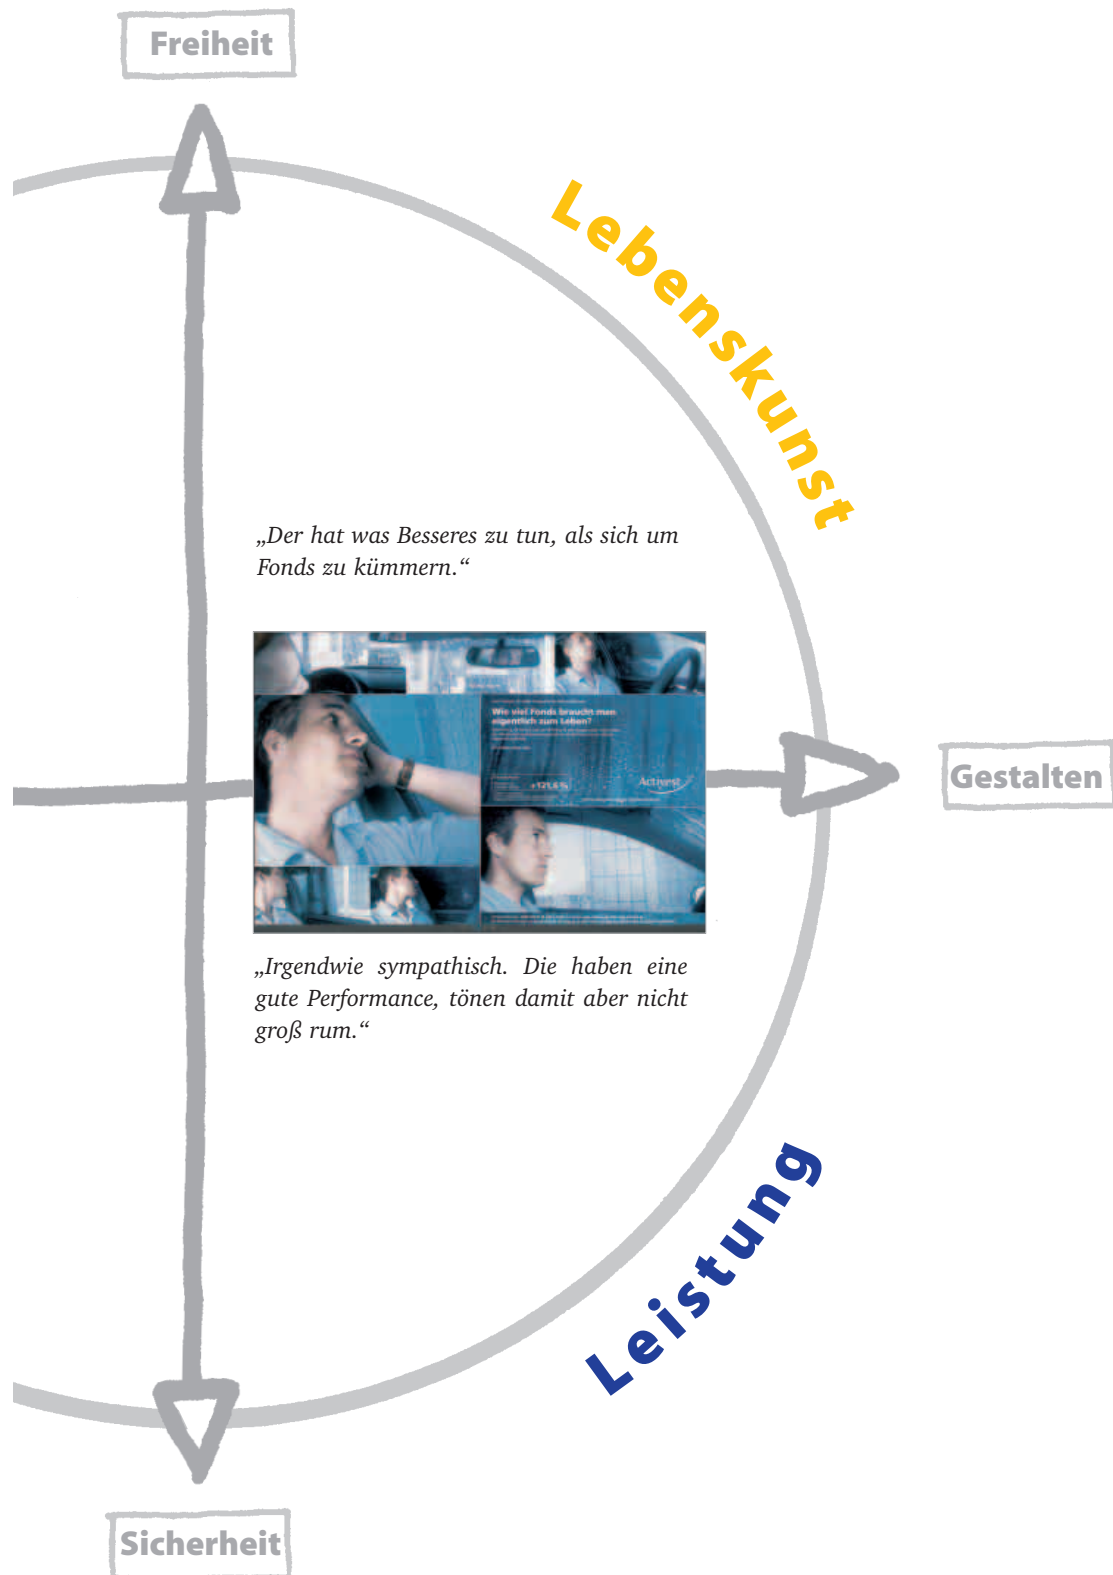 Freiheit
Lebenskunst
„Der hat was Besseres zu tun, als sich um
Fonds zu kümmern.“
Wie viel Fonds braucht man
eigentlich zum Leben?
+121,6 %
Activest
Gestalten
„Irgendwie sympathisch. Die haben eine
gute Performance, tönen damit aber nicht
groß rum.“
Leistung
Sicherheit